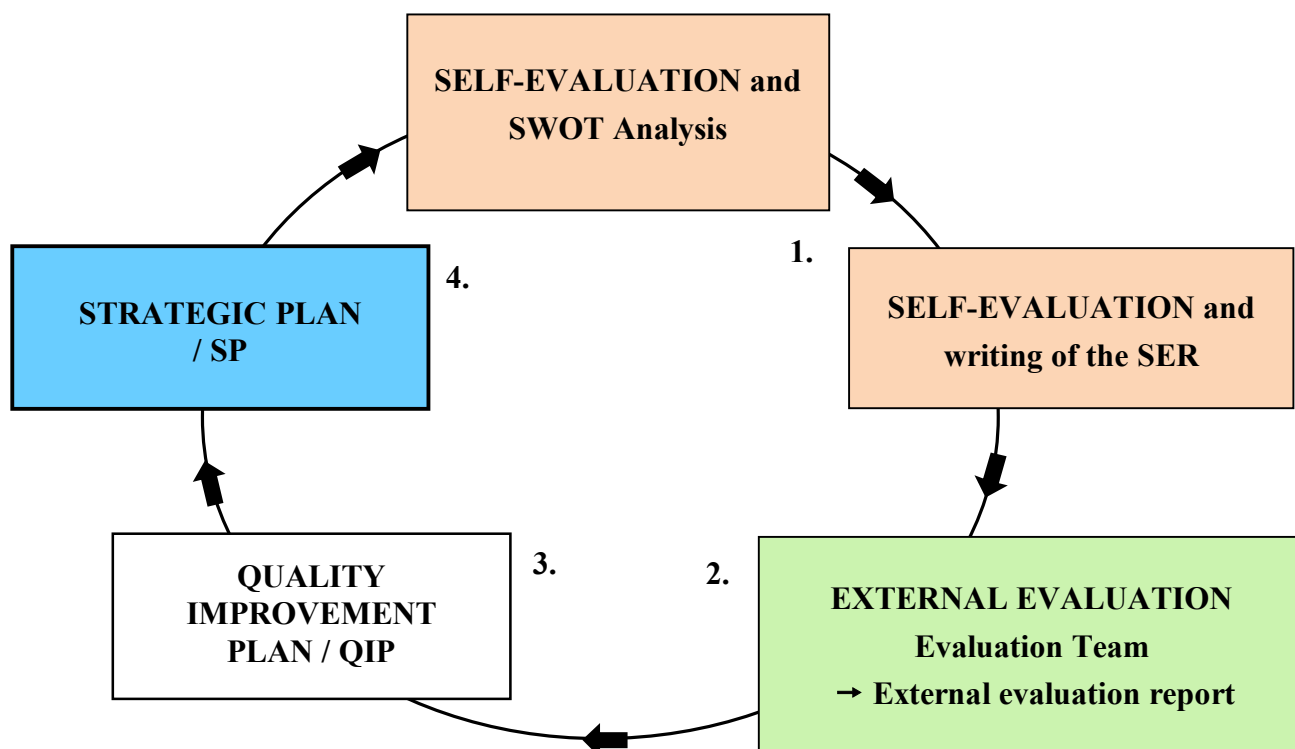 SELF-EVALUATION and
SWOT Analysis
1.
SELF-EVALUATION and
writing of the SER
2.
EXTERNAL EVALUATION
Evaluation Team
→ External evaluation report
3.
QUALITY
IMPROVEMENT
PLAN / QIP
4.
STRATEGIC PLAN
/ SP